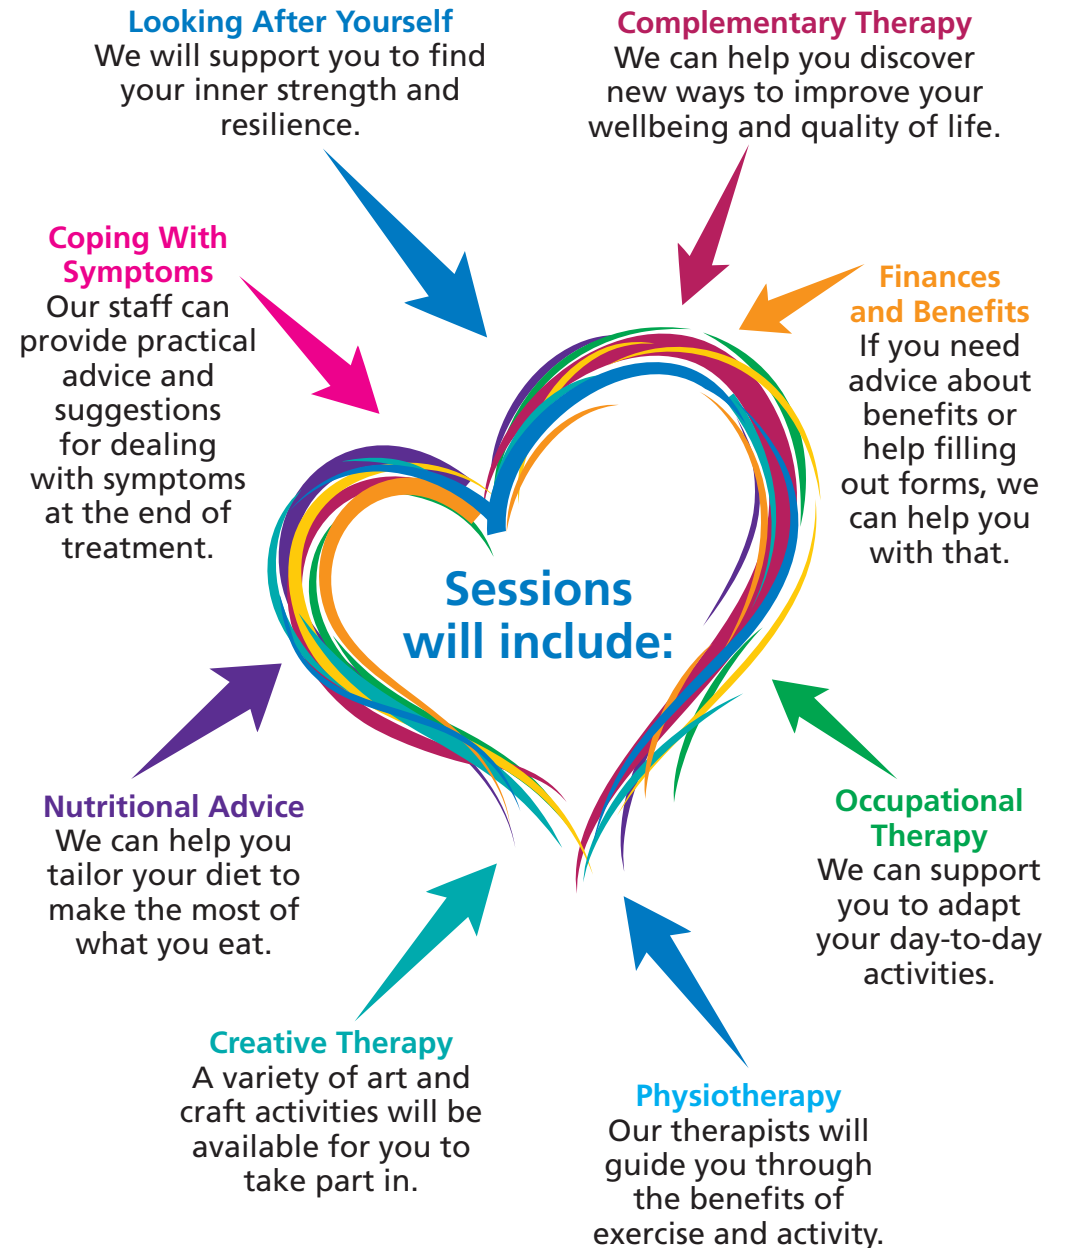 Looking After Yourself
We will support you to find
your inner strength and
resilience.
Complementary Therapy
We can help you discover
new ways to improve your
wellbeing and quality of life.
Coping With
Symptoms
Our staff can
provide practical
advice and
suggestions
for dealing
with symptoms
at the end of
treatment.
Finances
and Benefits
If you need
advice about
benefits or
help filling
out forms, we
can help you
with that.
Sessions
will include:
Nutritional Advice
We can help you
tailor your diet to
make the most of
what you eat.
Occupational
Therapy
We can support
you to adapt
your day-to-day
activities.
Creative Therapy
A variety of art and
craft activities will be
available for you to
take part in.
Physiotherapy
Our therapists will
guide you through
the benefits of
exercise and activity.